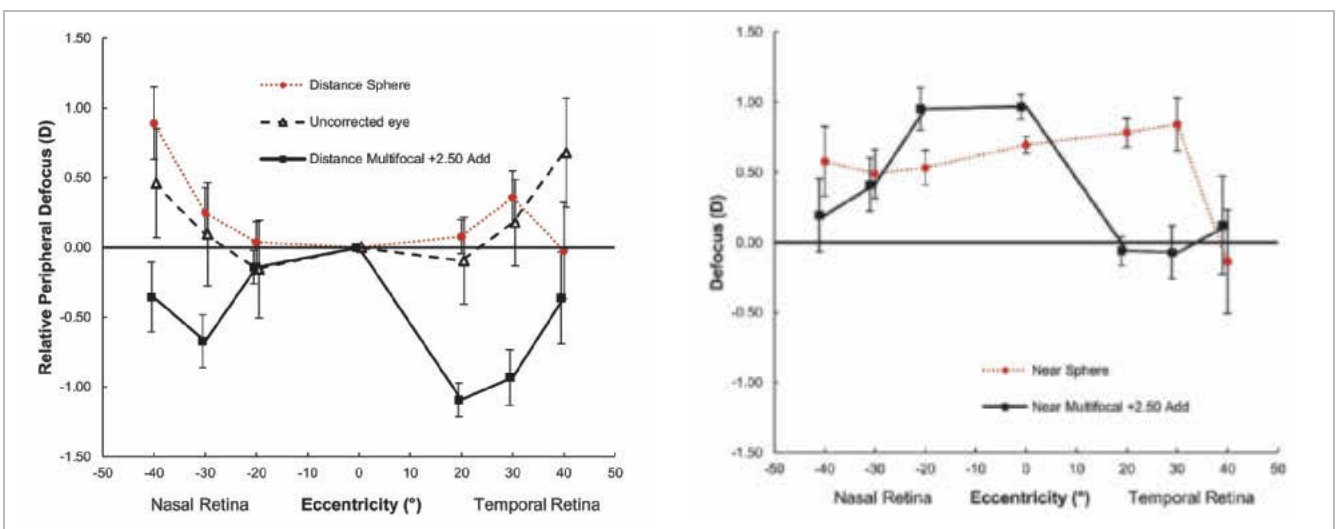 1.50
1.00
0.50
0.00
-0.50
-1.00
-1.50
Relative Peripheral Defocus (D)
Distance Sphere
Uncorrected eye
Distance Multifocal +2.50 Add
-50 -40 -30 -20 -10 0 10 20 30 40 50
Nasal Retina Eccentricity (°) Temporal Retina
1.50
1.00
0.50
0.00
-0.50
-1.00
-1.50
Defocus (D)
Near Sphere
Near Multifocal +2.50 Add
-50 -40 -30 -20 -10 0 10 20 30 40 50
Nasal Retina Eccentricity (°) Temporal Retina